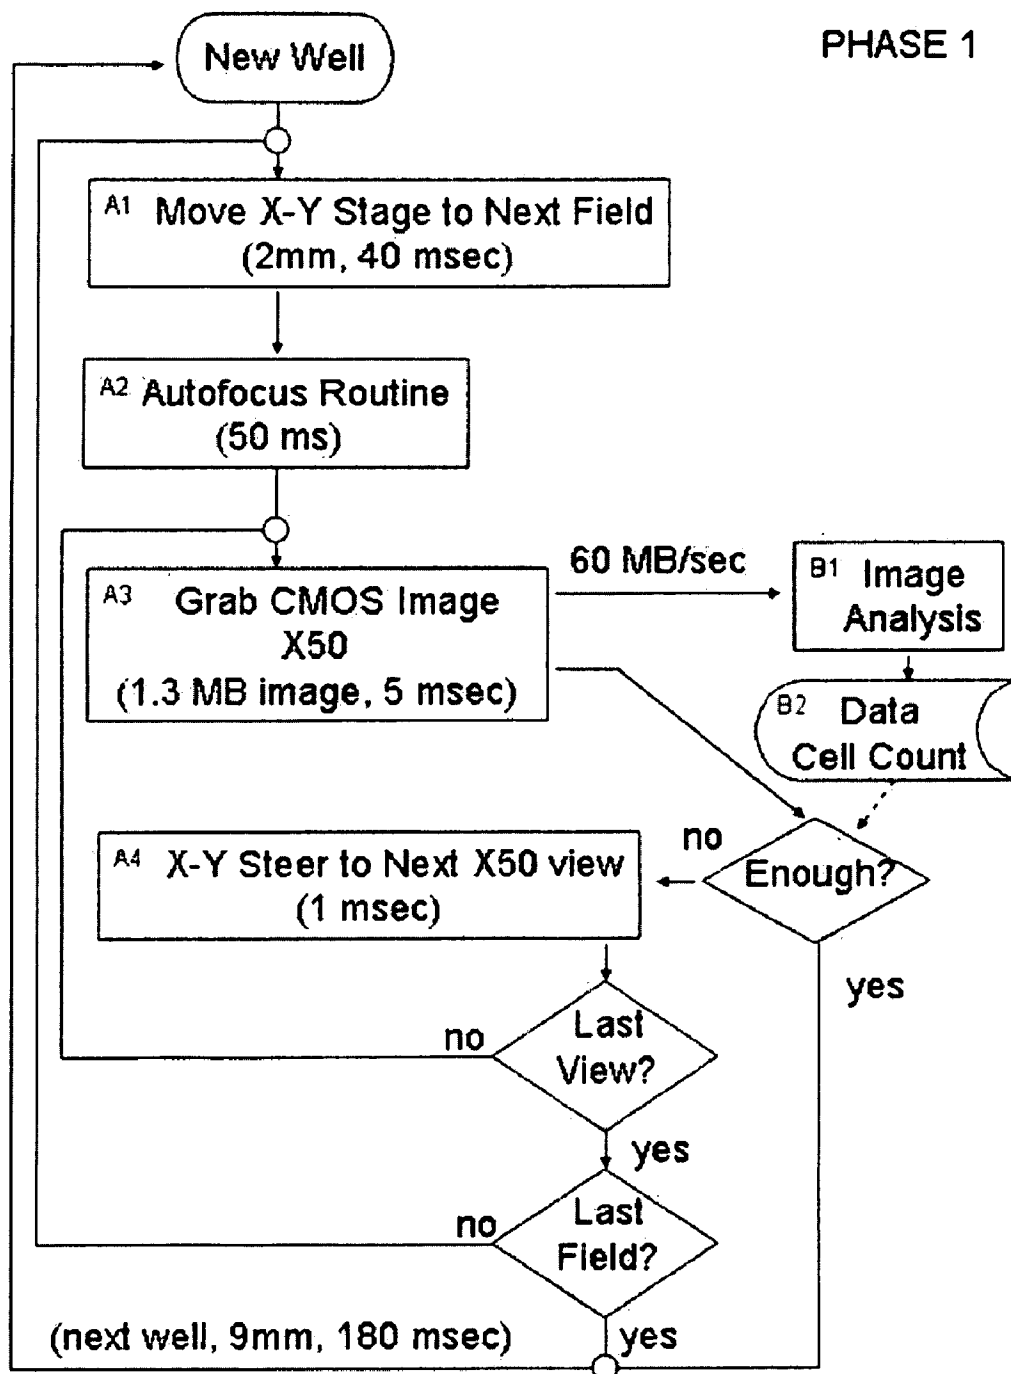 PHASE 1
New Well
A1 Move X-Y Stage to Next Field
(2mm, 40 msec)
A2 Autofocus Routine
(50 ms)
A3 Grab CMOS Image
X50
(1.3 MB image, 5 msec)
60 MB/sec
B1 Image
Analysis
B2 Data
Cell Count
Enough?
no
yes
A4 X-Y Steer to Next X50 view
(1 msec)
Last
View?
no
yes
Last
Field?
no
yes
(next well, 9mm, 180 msec)